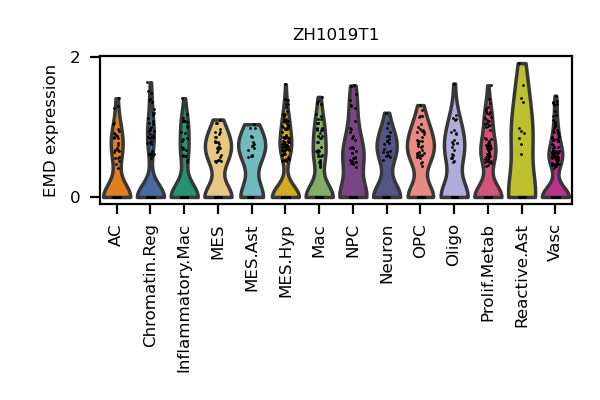 ZH1019T1
EMD expression
2
0
AC
Chromatin.Reg
Inflammatory.Mac
MES
MES.Ast
MES.Hyp
Mac
NPC
Neuron
OPC
Oligo
Prolif.Metab
Reactive.Ast
Vasc